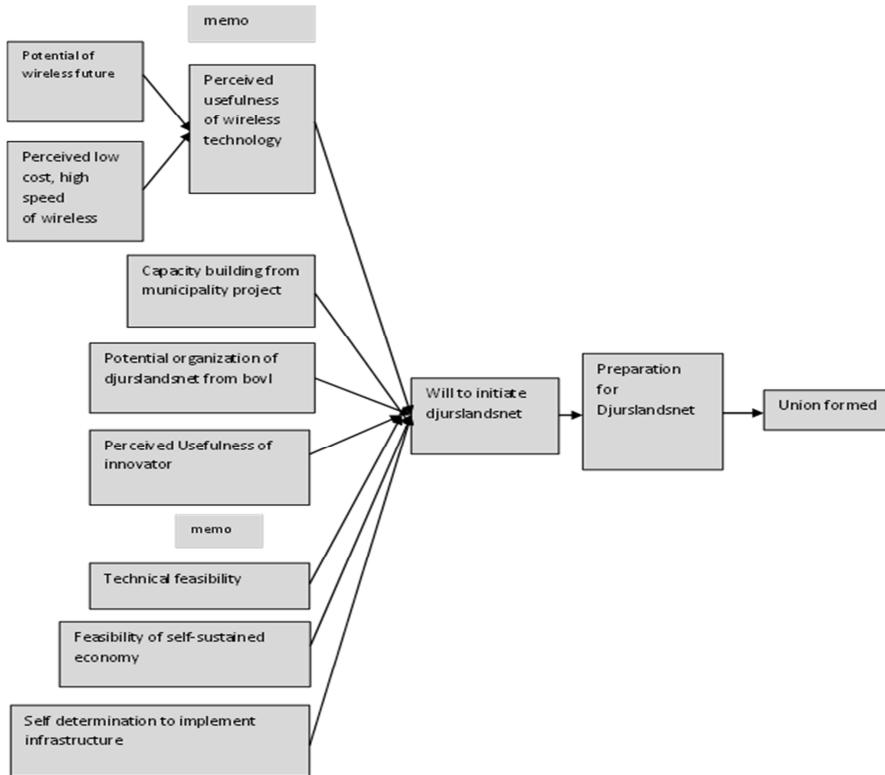 memo
Potential of
wireless future
Perceived
usefulness
of wireless
technology
Perceived low
cost, high
speed
of wireless
Capacity building from
municipality project
Potential organization of
djurslandsnet from bovl
Perceived Usefulness of
innovator
memo
Technical feasibility
Feasibility of self-sustained
economy
Self determination to implement
infrastructure
Will to initiate
djurslandsnet
Preparation
for
Djurslandsnet
Union formed